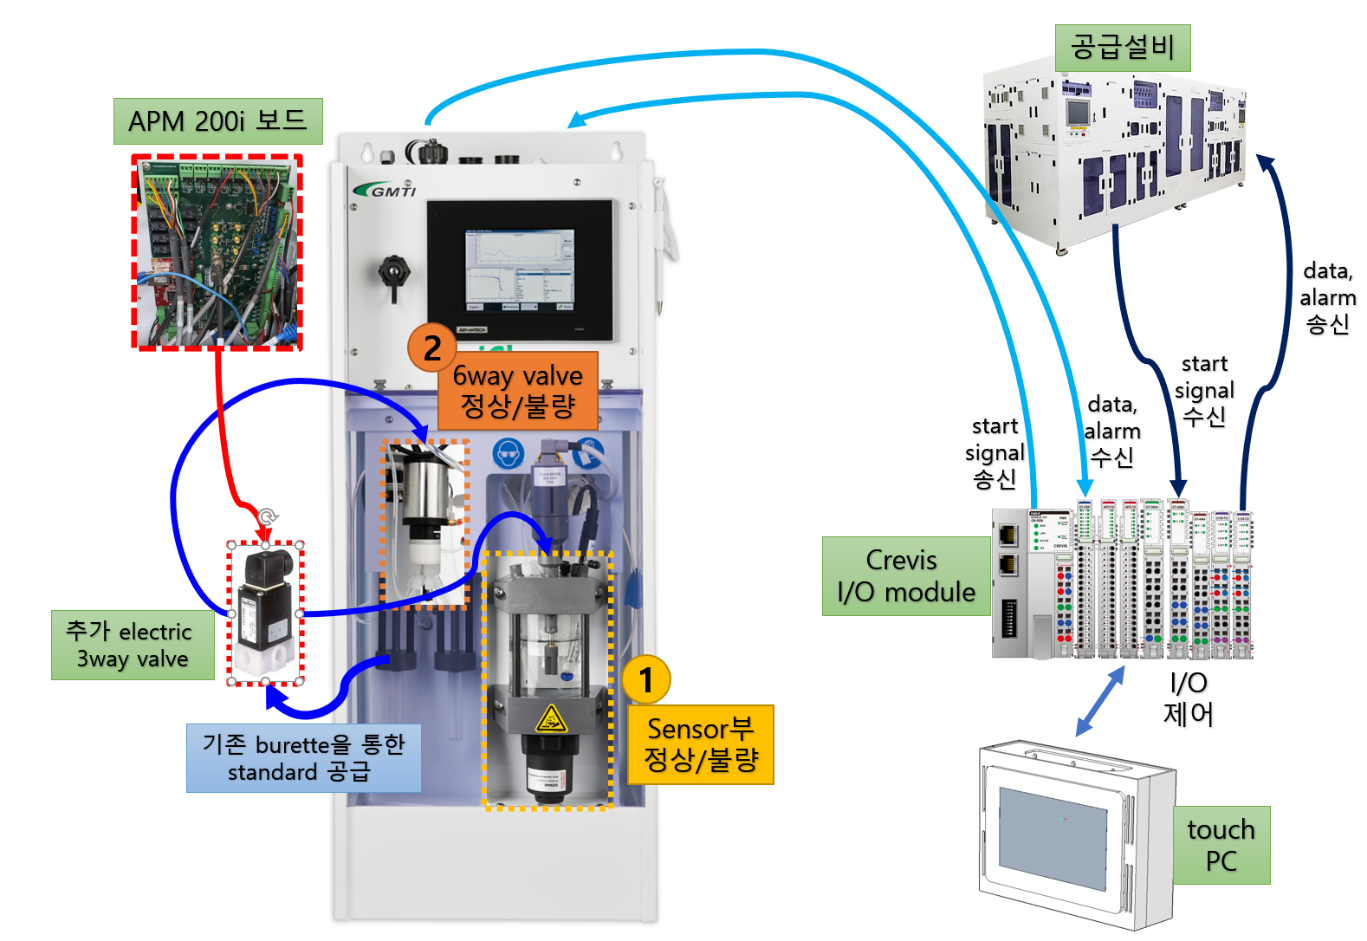 공급설비
APM 200i 보드
GMTI
data,
alarm
송신
ADVANTECH
2
6way valve
정상/불량
start
signal
수신
data,
alarm
수신
start
signal
송신
CREVIS
Crevis
I/O module
추가 electric
3way valve
1
I/O
제어
Sensor부
정상/불량
기존 burette을 통한
standard 공급
touch
PC